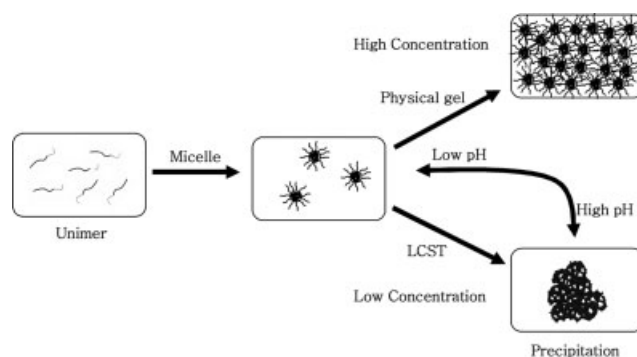 High Concentration
Physical gel
Micelle
Low pH
High pH
Unimer
LCST
Low Concentration
Precipitation